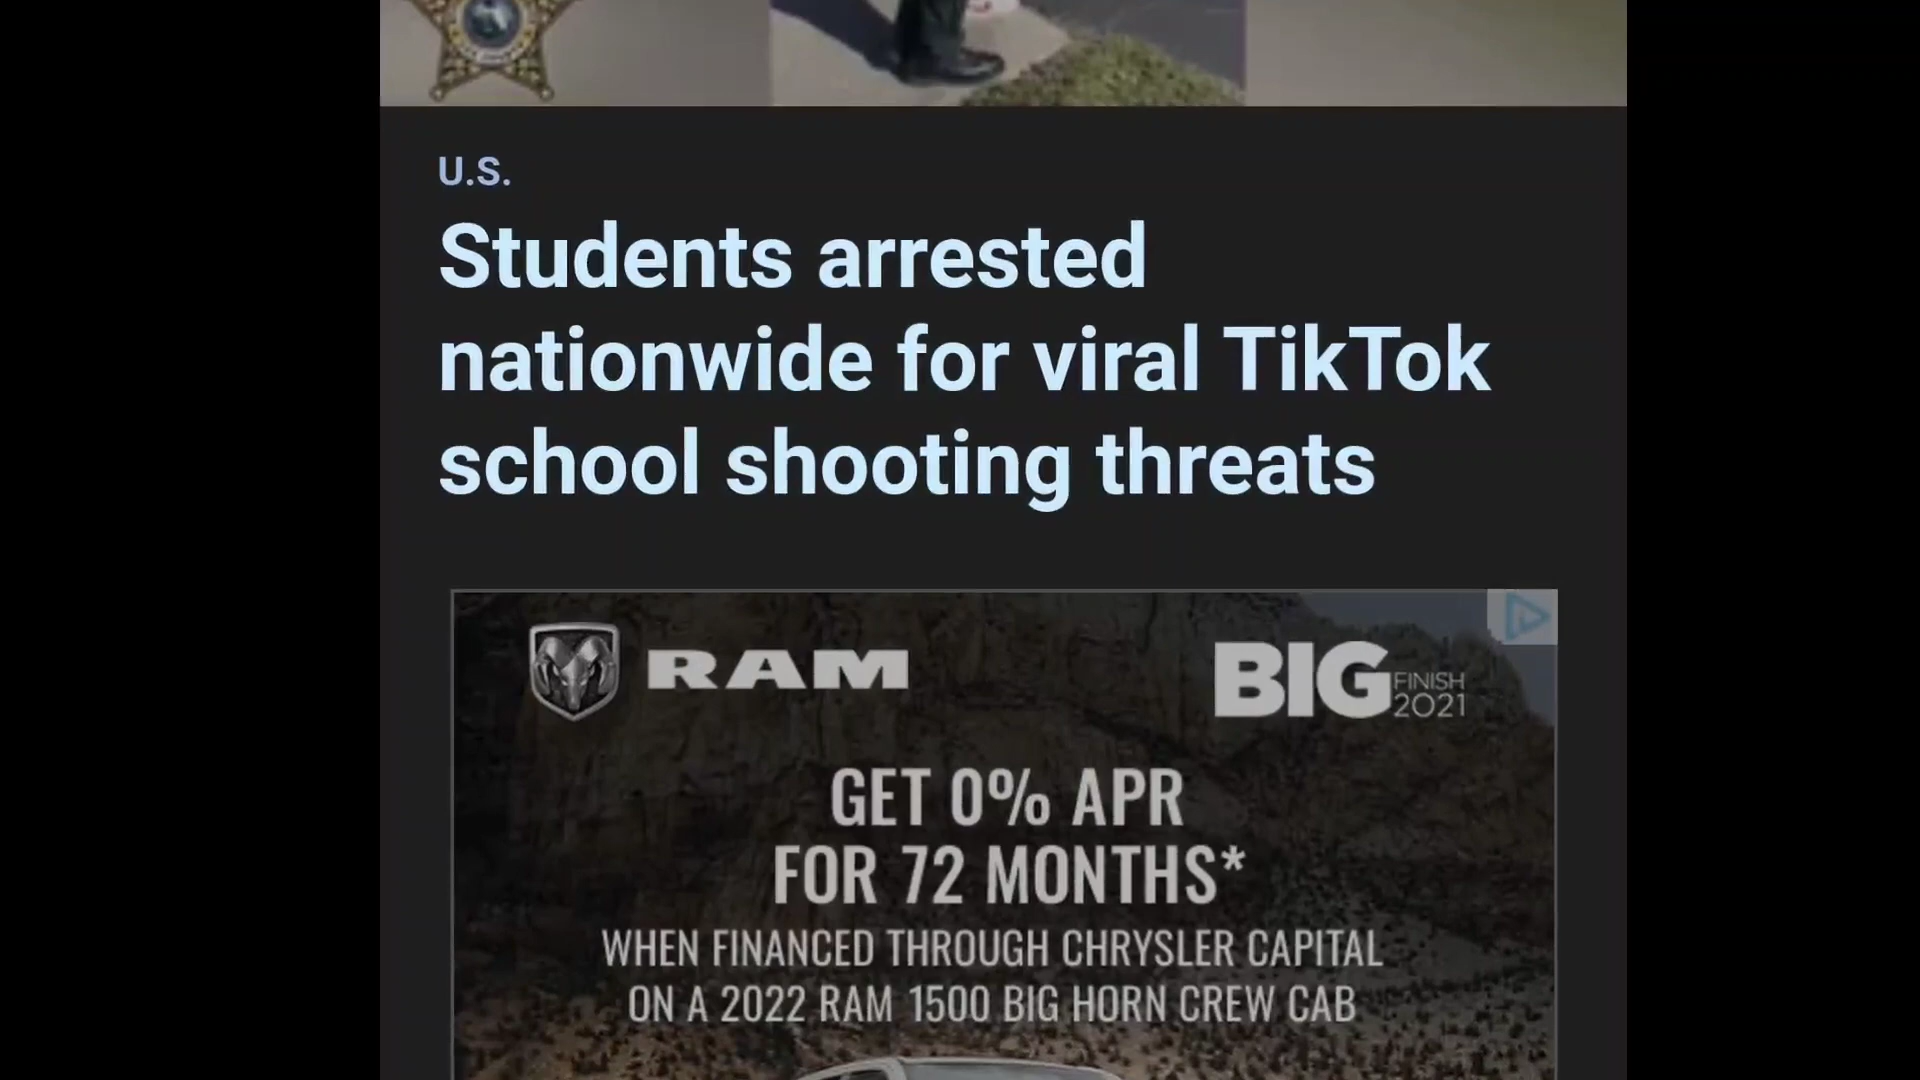 U.S.
Students arrested
nationwide for viral TikTok
school shooting threats
RAM
BIG FINISH 2021
GET 0% APR
FOR 72 MONTHS*
WHEN FINANCED THROUGH CHRYSLER CAPITAL
ON A 2022 RAM 1500 BIG HORN CREW CAB